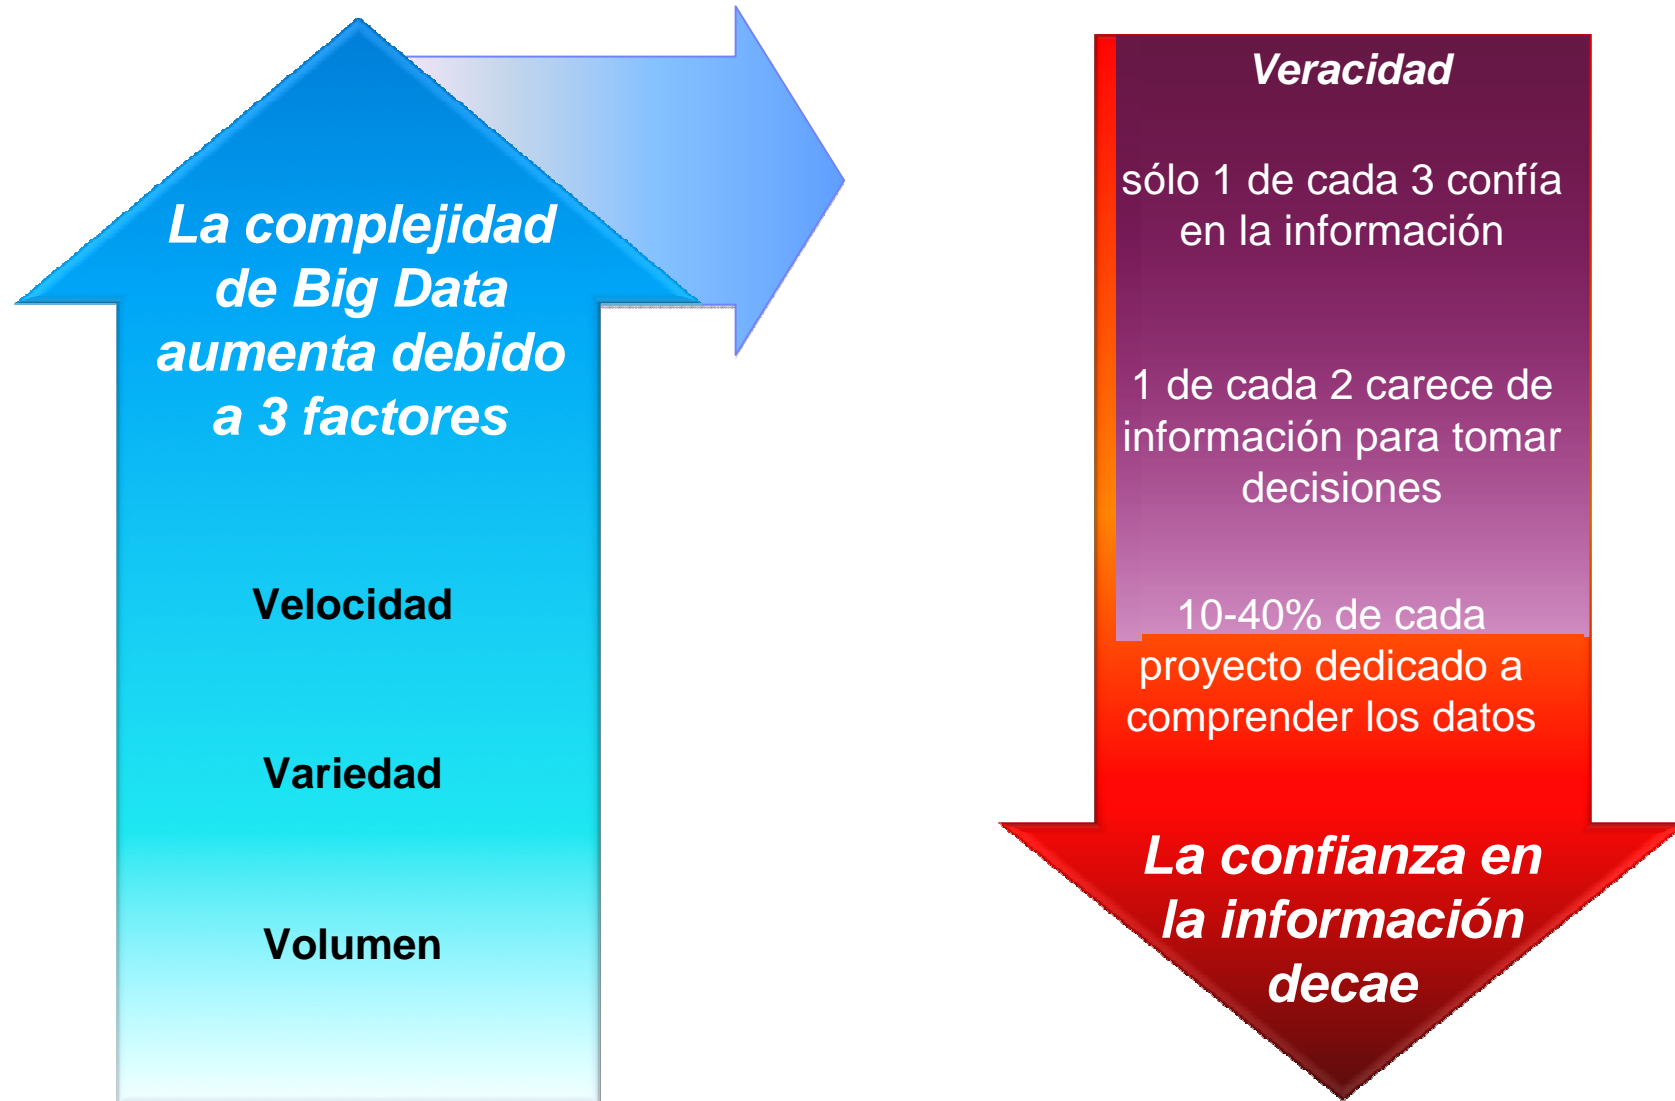 La complejidad
de Big Data
aumenta debido
a 3 factores
Velocidad
Variedad
Volumen
Veracidad
sólo 1 de cada 3 confía
en la información
1 de cada 2 carece de
información para tomar
decisiones
10-40% de cada
proyecto dedicado a
comprender los datos
La confianza en
la información
decae